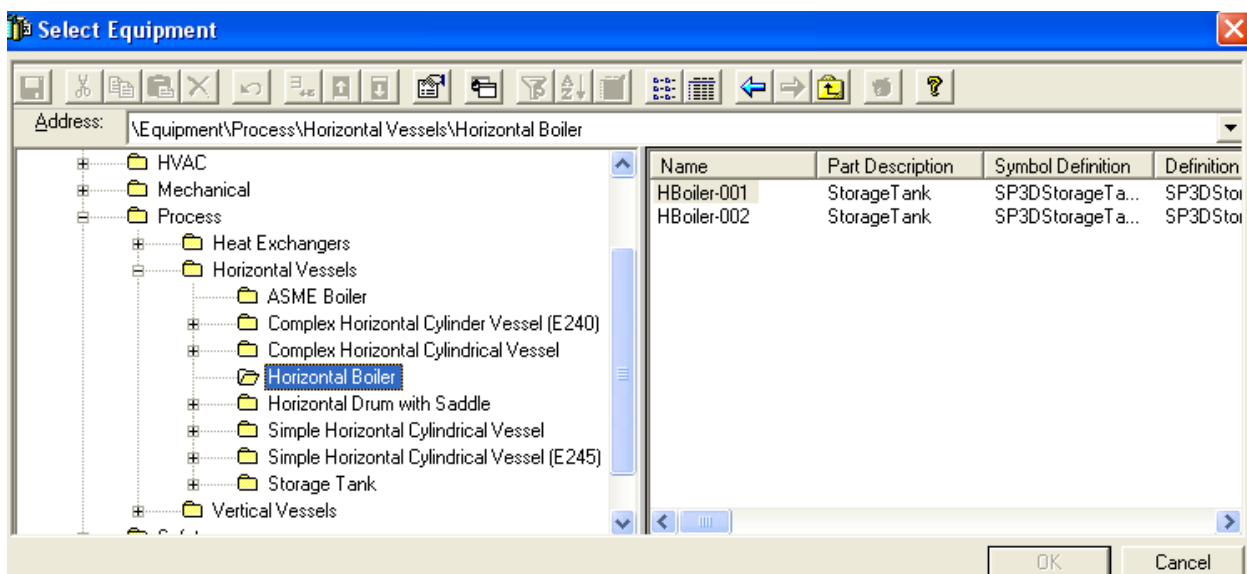 Select Equipment
Address: \Equipment\Process\Horizontal Vessels\Horizontal Boiler
HVAC
Mechanical
Process
Heat Exchangers
Horizontal Vessels
ASME Boiler
Complex Horizontal Cylinder Vessel (E240)
Complex Horizontal Cylindrical Vessel
Horizontal Boiler
Horizontal Drum with Saddle
Simple Horizontal Cylindrical Vessel
Simple Horizontal Cylindrical Vessel (E245)
Storage Tank
Vertical Vessels
Name Part Description Symbol Definition Definition
HBoiler-001 StorageTank SP3DStorageTa... SP3DSto
HBoiler-002 StorageTank SP3DStorageTa... SP3DSto
OK Cancel